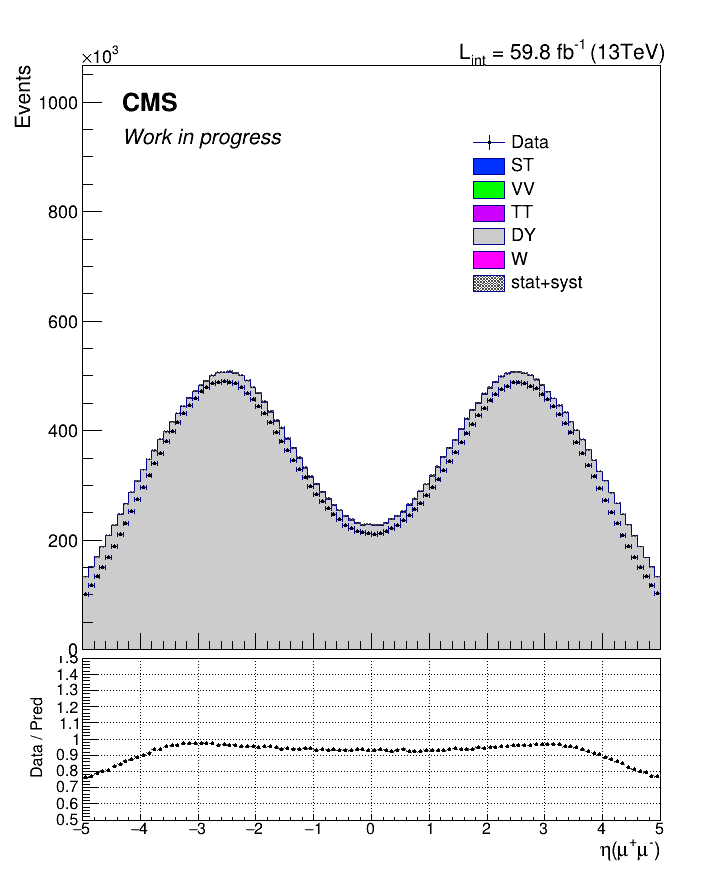 ×10³
L_int = 59.8 fb⁻¹ (13TeV)
Events
1000
CMS
Work in progress
Data
ST
VV
TT
DY
W
stat+syst
800
600
400
200
0
1.5
1.4
1.3
1.2
1.1
1
0.9
0.8
0.7
0.6
0.5
Data / Pred
−5 −4 −3 −2 −1 0 1 2 3 4 5
η(μ⁺μ⁻)